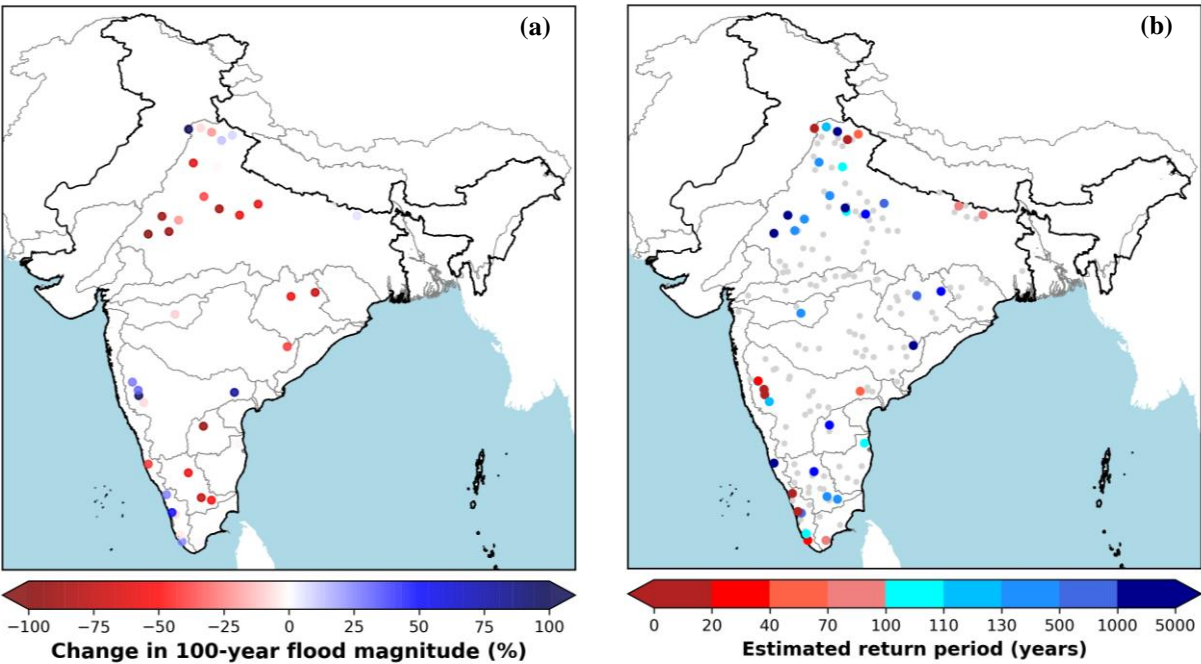 (a)
(b)
−100 −75 −50 −25 0 25 50 75 100
Change in 100-year flood magnitude (%)
0 20 40 70 100 110 130 500 1000 5000
Estimated return period (years)